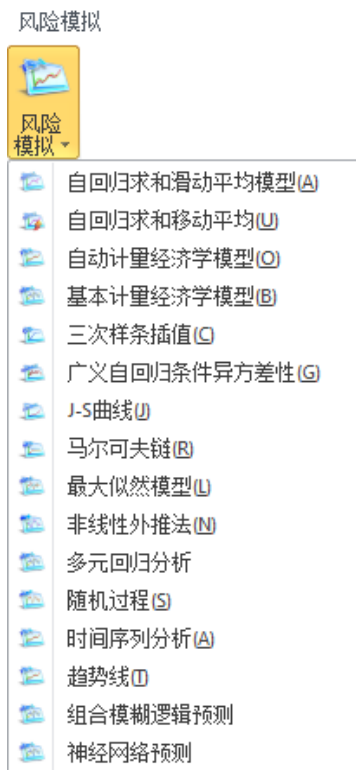 风险模拟
风险
模拟
自回归求和滑动平均模型(A)
自回归求和移动平均(U)
自动计量经济学模型(O)
基本计量经济学模型(B)
三次样条插值(C)
广义自回归条件异方差性(G)
J-S曲线(J)
马尔可夫链(R)
最大似然模型(L)
非线性外推法(N)
多元回归分析
随机过程(S)
时间序列分析(A)
趋势线(T)
组合模糊逻辑预测
神经网络预测